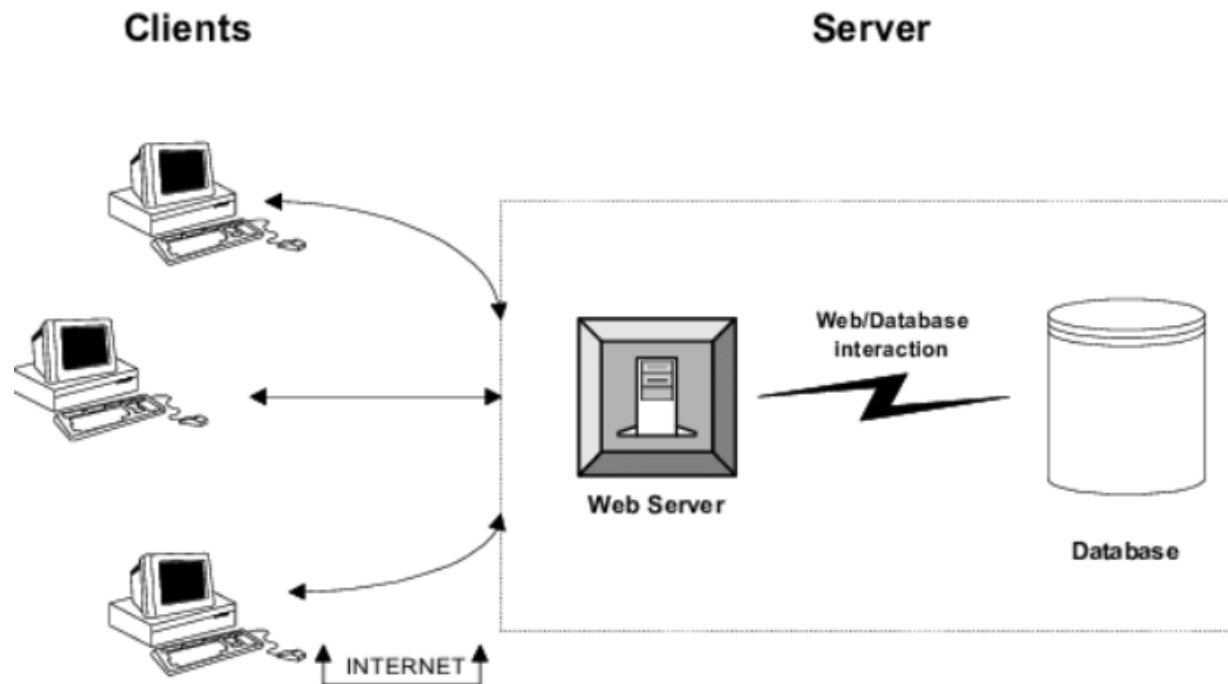 Clients
Server
Web/Database
interaction
Web Server
Database
INTERNET